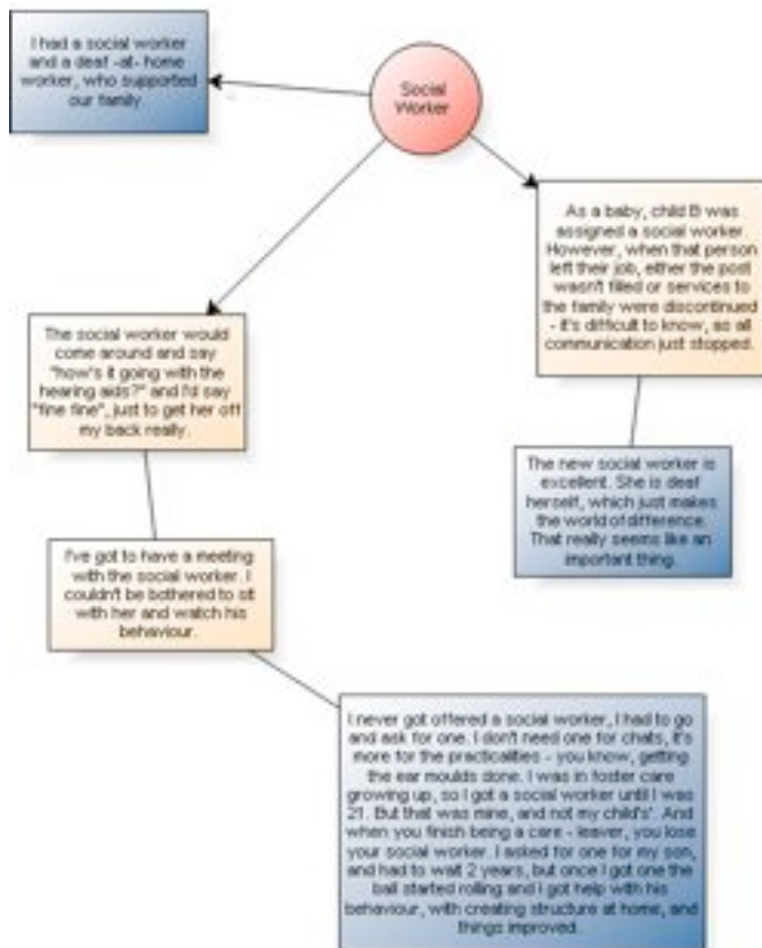 I had a social worker
and a deaf -at- home
worker, who supported
our family
Social
Worker
As a baby, child B was
assigned a social worker.
However, when that person
left their job, either the post
wasn't filled or services to
the family were discontinued
- it's difficult to know, as all
communication just stopped.
The social worker would
come around and say
"how's it going with the
hearing aids?" and I'd say
"fine fine", just to get her off
my back really.
The new social worker is
excellent. She is deaf
herself, which just makes
the world of difference.
That really seems like an
important thing.
I've got to have a meeting
with the social worker. I
couldn't be bothered to sit
with her and watch his
behaviour.
I never got offered a social worker, I had to go
and ask for one. I don't need one for chats, it's
more for the practicalities - you know, getting
the ear moulds done. I was in foster care
growing up, so I got a social worker until I was
21. But that was mine, and not my child's'. And
when you finish being a care - leaver, you lose
your social worker. I asked for one for my son,
and had to wait 2 years, but once I got one the
ball started rolling and I got help with his
behaviour, with creating structure at home, and
things improved.